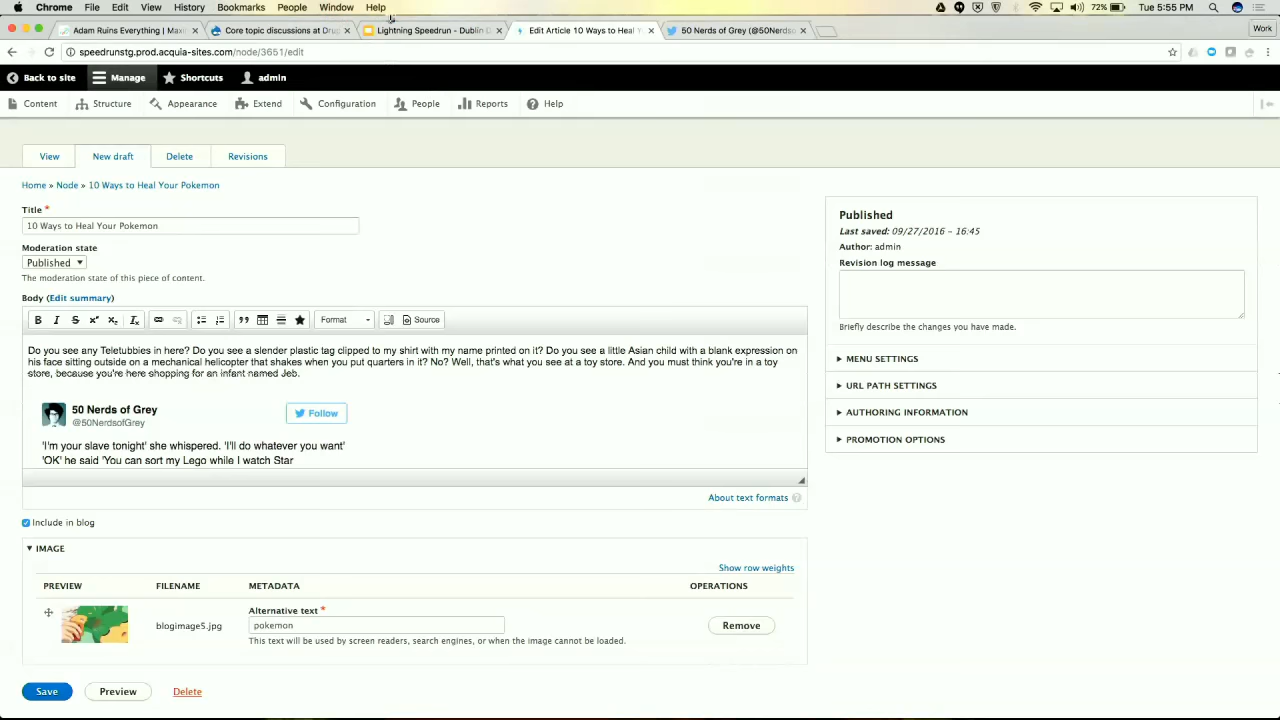 Chrome File Edit View History Bookmarks People Window Help 72% Tue 5:55 PM
Adam Ruins Everything | Maxi Core topic discussions at Dru Lightning Speedrun - Dublin D Edit Article 10 Ways to Heal Y 50 Nerds of Grey (@50Nerdso Work
speedrunstg.prod.acquia-sites.com/node/3651/edit
Back to site Manage Shortcuts admin
Content Structure Appearance Extend Configuration People Reports Help
View New draft Delete Revisions
Home » Node » 10 Ways to Heal Your Pokemon
Title *
10 Ways to Heal Your Pokemon
Moderation state
Published
The moderation state of this piece of content.
Body (Edit summary)
B I S x² x₂ Ix Format Source
Do you see any Teletubbies in here? Do you see a slender plastic tag clipped to my shirt with my name printed on it? Do you see a little Asian child with a blank expression on
his face sitting outside on a mechanical helicopter that shakes when you put quarters in it? No? Well, that's what you see at a toy store. And you must think you're in a toy
store, because you're here shopping for an infant named Jeb.
50 Nerds of Grey
@50NerdsofGrey
Follow
'I'm your slave tonight' she whispered. 'I'll do whatever you want'
'OK' he said 'You can sort my Lego while I watch Star
About text formats ?
Include in blog
IMAGE
Show row weights
PREVIEW FILENAME METADATA OPERATIONS
Alternative text *
blogimage5.jpg pokemon Remove
This text will be used by screen readers, search engines, or when the image cannot be loaded.
Save Preview Delete
Published
Last saved: 09/27/2016 - 16:45
Author: admin
Revision log message
Briefly describe the changes you have made.
MENU SETTINGS
URL PATH SETTINGS
AUTHORING INFORMATION
PROMOTION OPTIONS